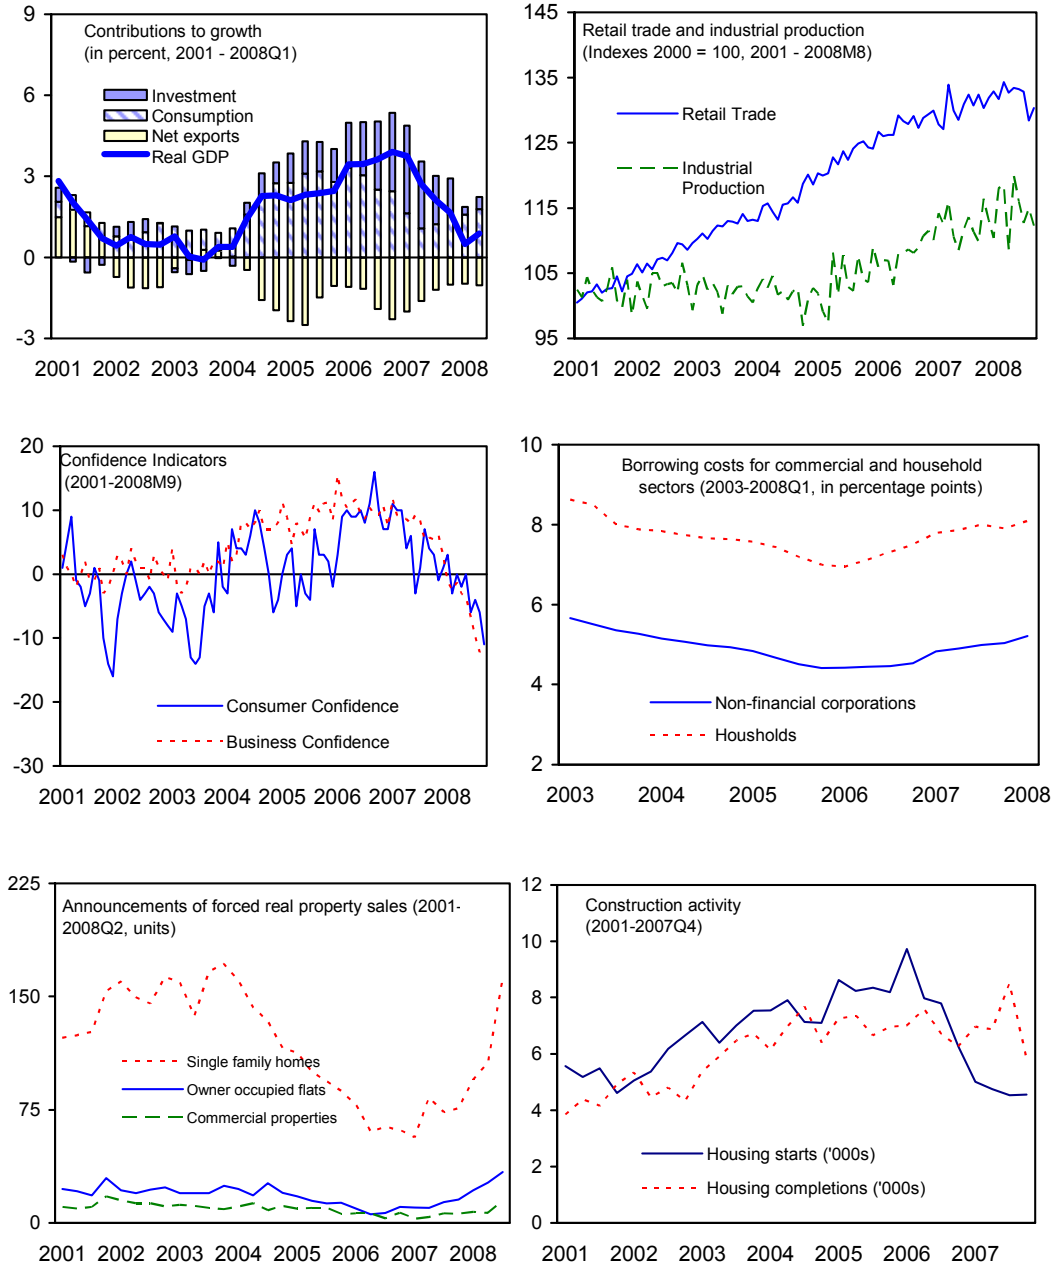 Contributions to growth
(in percent, 2001 - 2008Q1)
Investment
Consumption
Net exports
Real GDP
9
6
3
0
-3
2001 2002 2003 2004 2005 2006 2007 2008
Retail trade and industrial production
(Indexes 2000 = 100, 2001 - 2008M8)
Retail Trade
Industrial
Production
145
135
125
115
105
95
2001 2002 2003 2004 2005 2006 2007 2008
Confidence Indicators
(2001-2008M9)
Consumer Confidence
Business Confidence
20
10
0
-10
-20
-30
2001 2002 2003 2004 2005 2006 2007 2008
Borrowing costs for commercial and household
sectors (2003-2008Q1, in percentage points)
Non-financial corporations
Housholds
10
8
6
4
2
2003 2004 2005 2006 2007 2008
Announcements of forced real property sales (2001-
2008Q2, units)
Single family homes
Owner occupied flats
Commercial properties
225
150
75
0
2001 2002 2003 2004 2005 2006 2007 2008
Construction activity
(2001-2007Q4)
Housing starts ('000s)
Housing completions ('000s)
12
10
8
6
4
2
0
2001 2002 2003 2004 2005 2006 2007